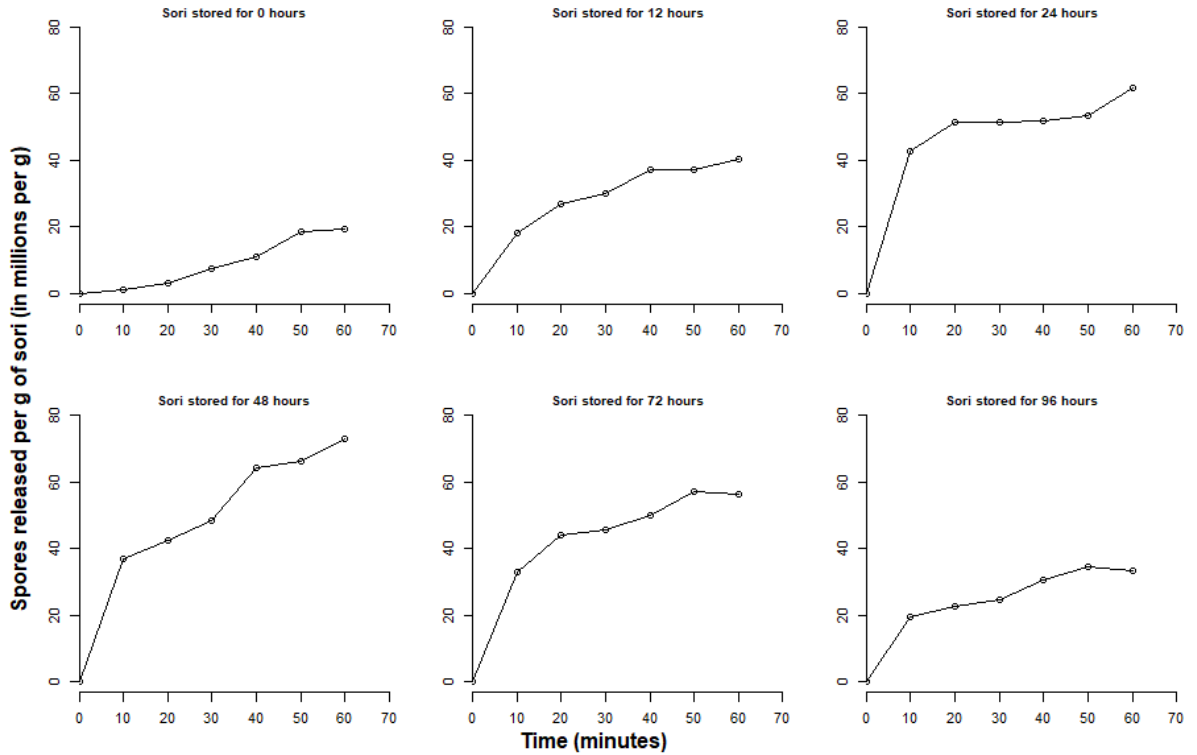 Spores released per g of sori (in millions per g)
Sori stored for 0 hours
80
60
40
20
0
0 10 20 30 40 50 60 70
Sori stored for 12 hours
80
60
40
20
0
0 10 20 30 40 50 60 70
Sori stored for 24 hours
80
60
40
20
0
0 10 20 30 40 50 60 70
Sori stored for 48 hours
80
60
40
20
0
0 10 20 30 40 50 60 70
Sori stored for 72 hours
80
60
40
20
0
0 10 20 30 40 50 60 70
Sori stored for 96 hours
80
60
40
20
0
0 10 20 30 40 50 60 70
Time (minutes)